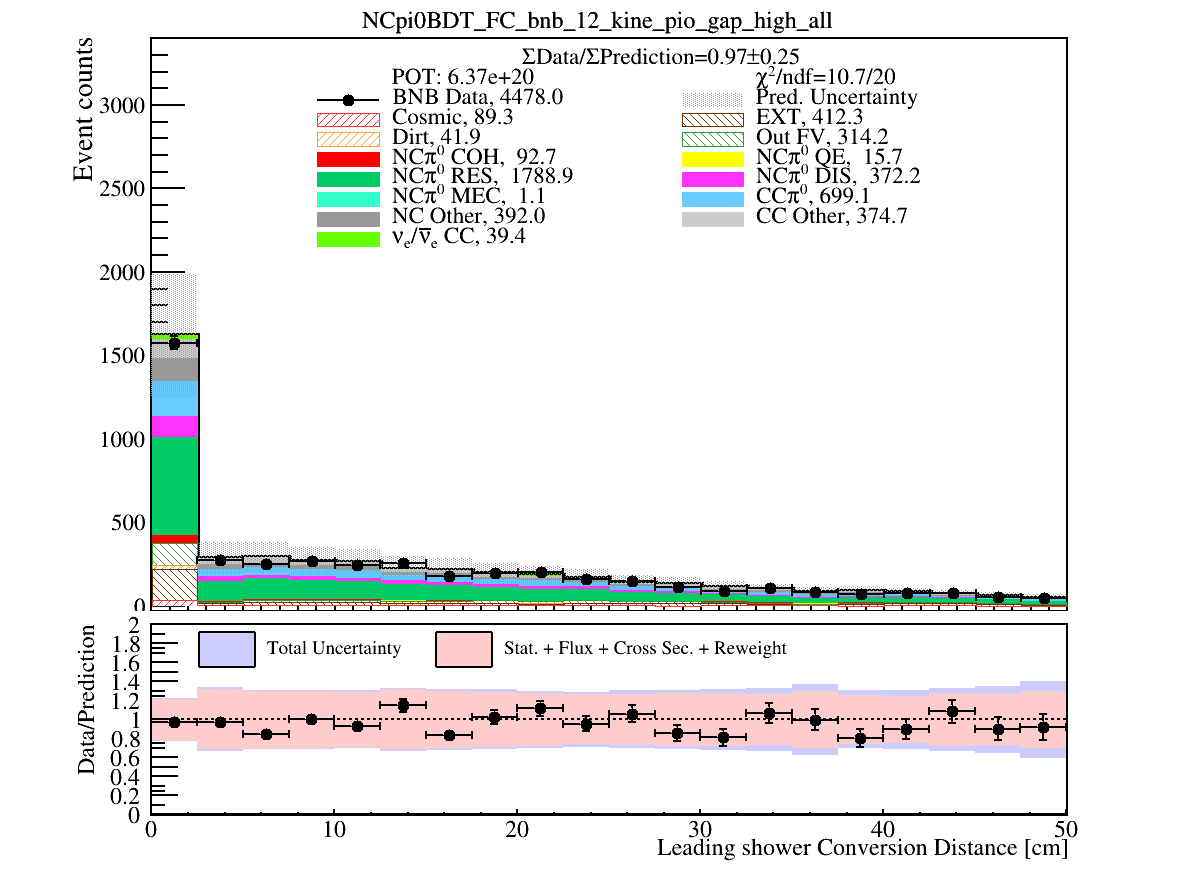 NCpi0BDT_FC_bnb_12_kine_pio_gap_high_all
ΣData/ΣPrediction=0.97±0.25
POT: 6.37e+20
χ²/ndf=10.7/20
BNB Data, 4478.0
Pred. Uncertainty
Cosmic, 89.3
EXT, 412.3
Dirt, 41.9
Out FV, 314.2
NCπ⁰ COH, 92.7
NCπ⁰ QE, 15.7
NCπ⁰ RES, 1788.9
NCπ⁰ DIS, 372.2
NCπ⁰ MEC, 1.1
CCπ⁰, 699.1
NC Other, 392.0
CC Other, 374.7
νₑ/ν̅ₑ CC, 39.4
Event counts
3000
2500
2000
1500
1000
500
0
Total Uncertainty
Stat. + Flux + Cross Sec. + Reweight
Data/Prediction
2
1.8
1.6
1.4
1.2
1
0.8
0.6
0.4
0.2
0
0 10 20 30 40 50
Leading shower Conversion Distance [cm]